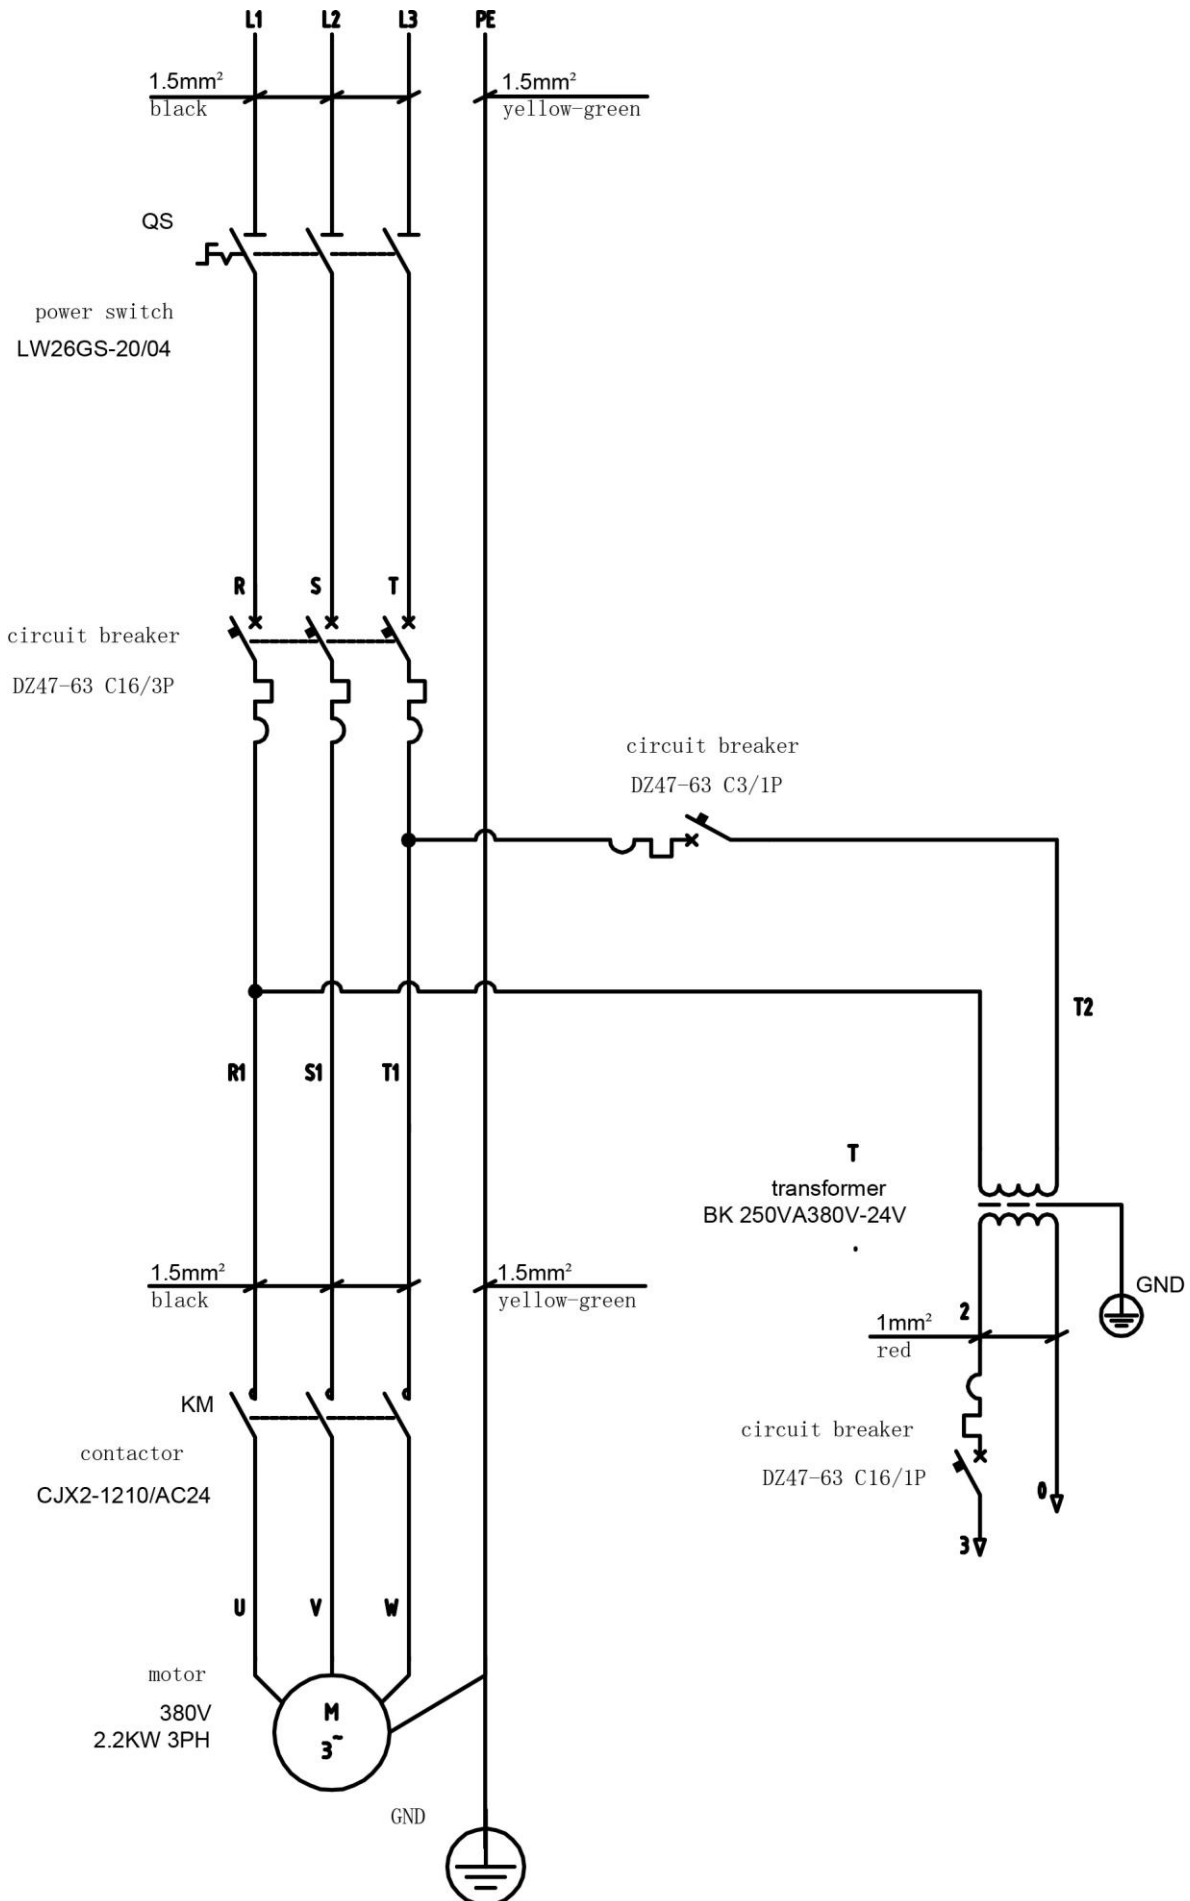 L1 L2 L3 PE
1.5mm² 1.5mm²
black yellow-green
QS
power switch
LW26GS-20/04
R S T
circuit breaker
DZ47-63 C16/3P
circuit breaker
DZ47-63 C3/1P
T2
R1 S1 T1
T
transformer
BK 250VA380V-24V
.
1.5mm² 1.5mm²
black yellow-green
GND
2
1mm²
red
KM
contactor
CJX2-1210/AC24
circuit breaker
DZ47-63 C16/1P
0
3
U V W
motor
380V
2.2KW 3PH
M
3~
GND